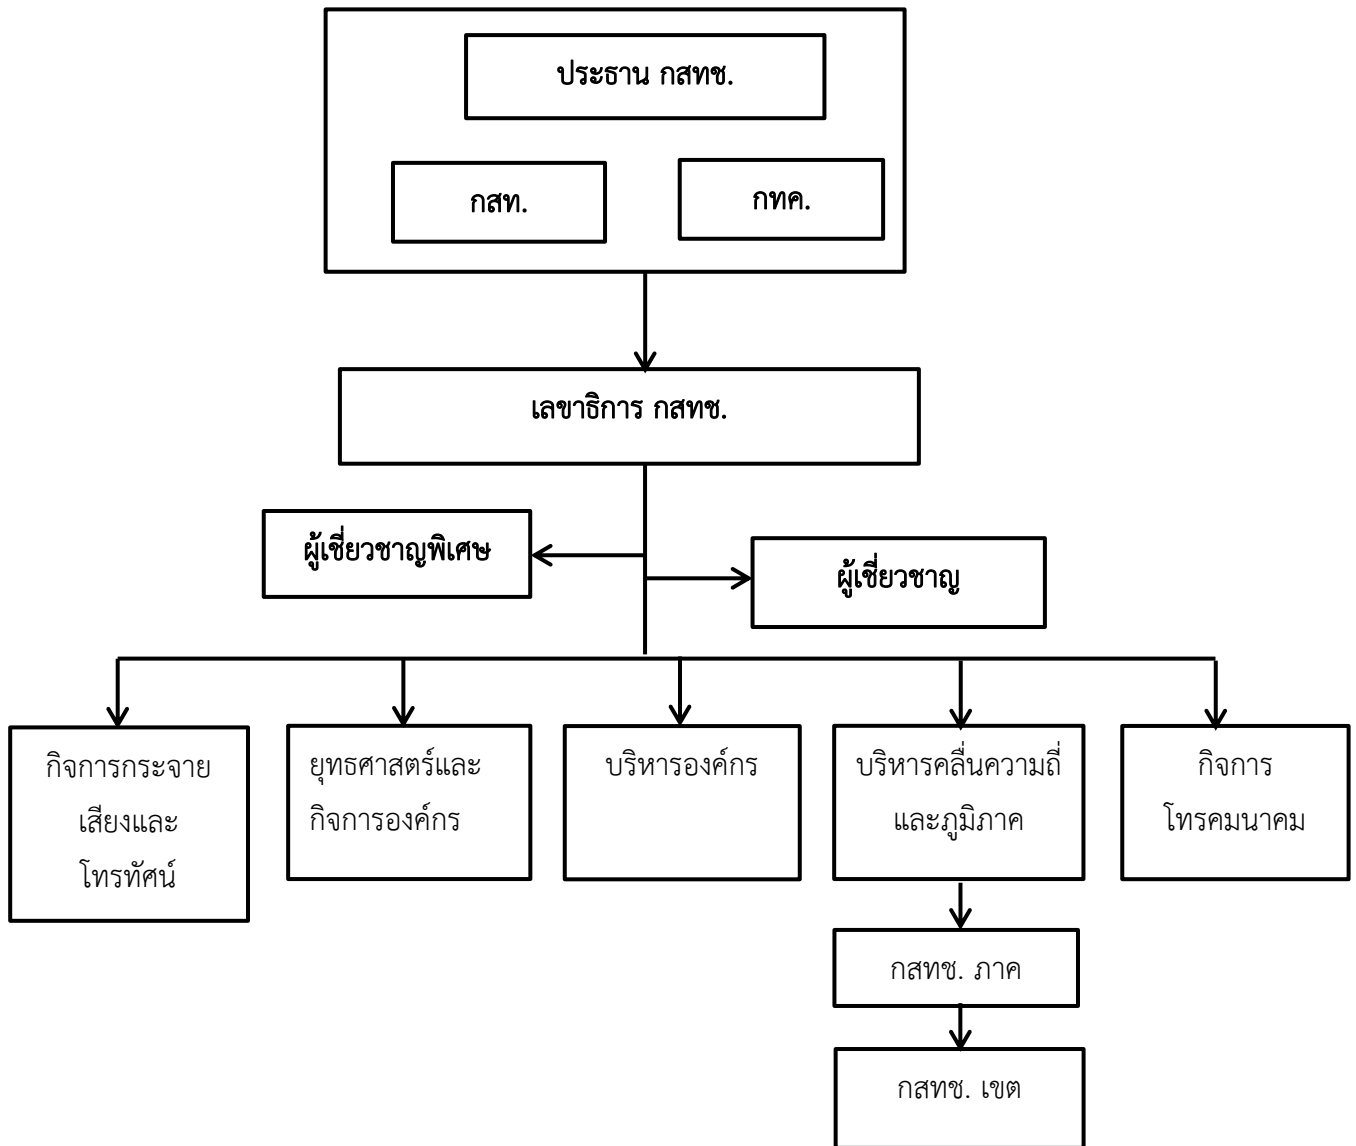 ประธาน กสทช.
กสท.
กทค.
เลขาธิการ กสทช.
ผู้เชี่ยวชาญพิเศษ
ผู้เชี่ยวชาญ
กิจการกระจาย
เสียงและ
โทรทัศน์
ยุทธศาสตร์และ
กิจการองค์กร
บริหารองค์กร
บริหารคลื่นความถี่
และภูมิภาค
กิจการ
โทรคมนาคม
กสทช. ภาค
กสทช. เขต